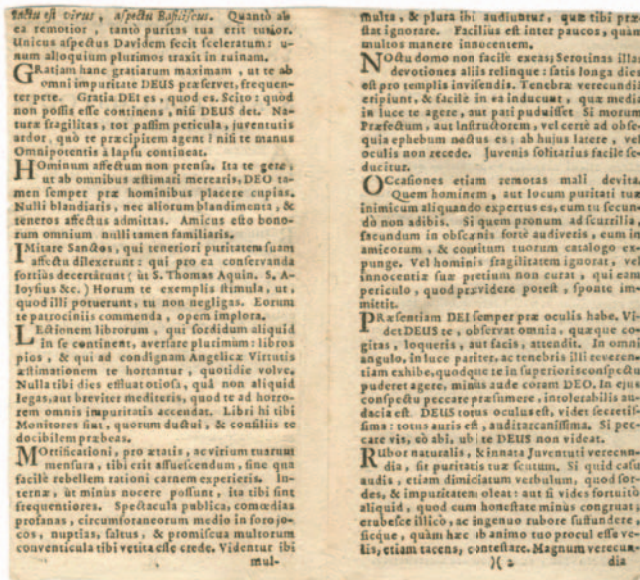 tactu est virus, aspectu Basiliscus. Quantò ab
ea remotior, tantò puritas tua erit tutior.
Unicus aspectus Davidem fecit sceleratum: u-
num alloquium plurimos traxit in ruinam.
GRatiam hanc gratiarum maximam, ut te ab
omni impuritate DEUS præservet, frequen-
ter pete. Gratia DEI es, quod es. Scito: quòd
non possis esse continens, nisi DEUS det. Na-
turæ fragilitas, tot passim pericula, juventutis
ardor, quò te præcipitem agent? nisi te manus
Omnipotentis à lapsu contineat.
HOminum affectum non prensa. Ita te gere,
ut ab omnibus æstimari merearis, DEO ta-
men semper præ hominibus placere cupias.
Nulli blandiaris, nec aliorum blandimenta, &
teneros affectus admittas. Amicus esto bono-
rum omnium nulli tamen familiaris.
IMitare Sanctos, qui teneriori puritatem suam
affectu dilexerunt: qui pro ea conservanda
fortiùs decertârunt (ut S. Thomas Aquin. S. A-
loysius &c.) Horum te exemplis stimula, ut,
quod illi potuerunt, tu non negligas. Eorum
te patrociniis commenda, opem implora.
LEctionem librorum, qui sordidum aliquid
in se continent, aversare plurimùm: libros
pios, & qui ad condignam Angelicæ Virtutis
æstimationem te hortantur, quotidie volve.
Nulla tibi dies effluat otiosa, quâ non aliquid
legas, aut breviter mediteris, quod te ad horro-
rem omnis impuritatis accendat. Libri hi tibi
Monitores sint, quorum ductui, & consiliis te
docibilem præbeas.
MOrtificationi, pro ætatis, ac virium tuarum
mensura, tibi erit assuescendum, sine qua
facilè rebellem rationi carnem experieris. In-
ternæ, ut minùs nocere possunt, ita tibi sint
frequentiores. Spectacula publica, comœdias
profanas, circumforaneorum medio in foro jo-
cos, nuptias, saltus, & promiscua multorum
conventicula tibi vetita esse crede. Videntur ibi
mul-
multa, & plura ibi audiuntur, quæ tibi præ-
stat ignorare. Facilius est inter paucos, quàm
multos manere innocentem.
NOctu domo non facile exeas; Serotinas illas
devotiones aliis relinque: satis longa dies
est pro templis invisendis. Tenebræ verecundiæ
eripiunt, & facilè in ea inducunt, quæ mediâ
in luce te agere, aut pati puduisset. Si morum
Præfectum, aut Instructorem, vel certè ad obse-
quia ephebum nactus es; ab hujus latere, vel
oculis non recede. Juvenis solitarius facilè se-
ducitur.
OCcasiones etiam remotas mali devita.
Quem hominem, aut locum puritati tuæ
inimicum aliquando expertus es, cum tu secun-
dò non adibis. Si quem pronum ad scurrilia,
facundum in obscœnis fortè audiveris, eum in
amicorum, & comitum tuorum catalogo ex-
punge. Vel hominis fragilitatem ignorat, vel
innocentiæ suæ pretium non curat, qui eam
periculo, quod prævidere potest, sponte im-
mittit.
PRæsentiam DEI semper præ oculis habe. Vi-
det DEUS te, observat omnia, quæque co-
gitas, loqueris, aut facis, attendit. In omni
angulo, in luce pariter, ac tenebris illi reveren-
tiam exhibe, quodque te in superioris conspectu
puderet agere, minùs aude coram DEO. In ejus
conspectu peccare præsumere, intolerabilis au-
dacia est. DEUS totus oculus est, videt secretis-
sima: totus auris est, audit arcanissima. Si pec-
care vis, eò abi, ubi te DEUS non videat.
RUbor naturalis, & innata Juventuti verecun-
dia, sit puritatis tuæ scutum. Si quid casu
audis, etiam dimiciatum verbulum, quod sor-
des, & impuritatem oleat: aut si vides fortuitò
aliquid, quod cum honestate minùs congruat;
erubesce illicò, ac ingenuo rubore suffundere,
sicque, quàm hæc ab animo tuo procul esse ve-
lis, etiam tacens, contestare. Magnum verecun-
)( 2 dia